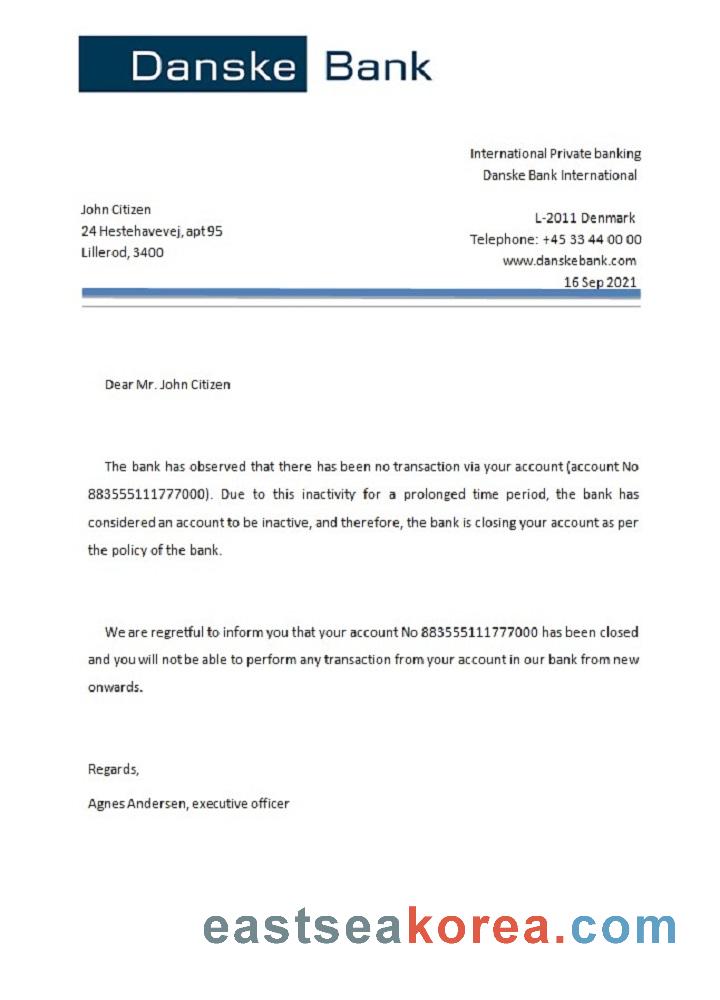 Danske Bank
International Private banking
Danske Bank International
John Citizen
24 Hestehavevej, apt 95
Lillerod, 3400
L-2011 Denmark
Telephone: +45 33 44 00 00
www.danskebank.com
16 Sep 2021
Dear Mr. John Citizen
The bank has observed that there has been no transaction via your account (account No
883555111777000). Due to this inactivity for a prolonged time period, the bank has
considered an account to be inactive, and therefore, the bank is closing your account as per
the policy of the bank.
We are regretful to inform you that your account No 883555111777000 has been closed
and you will not be able to perform any transaction from your account in our bank from new
onwards.
Regards,
Agnes Andersen, executive officer
eastseakorea.com